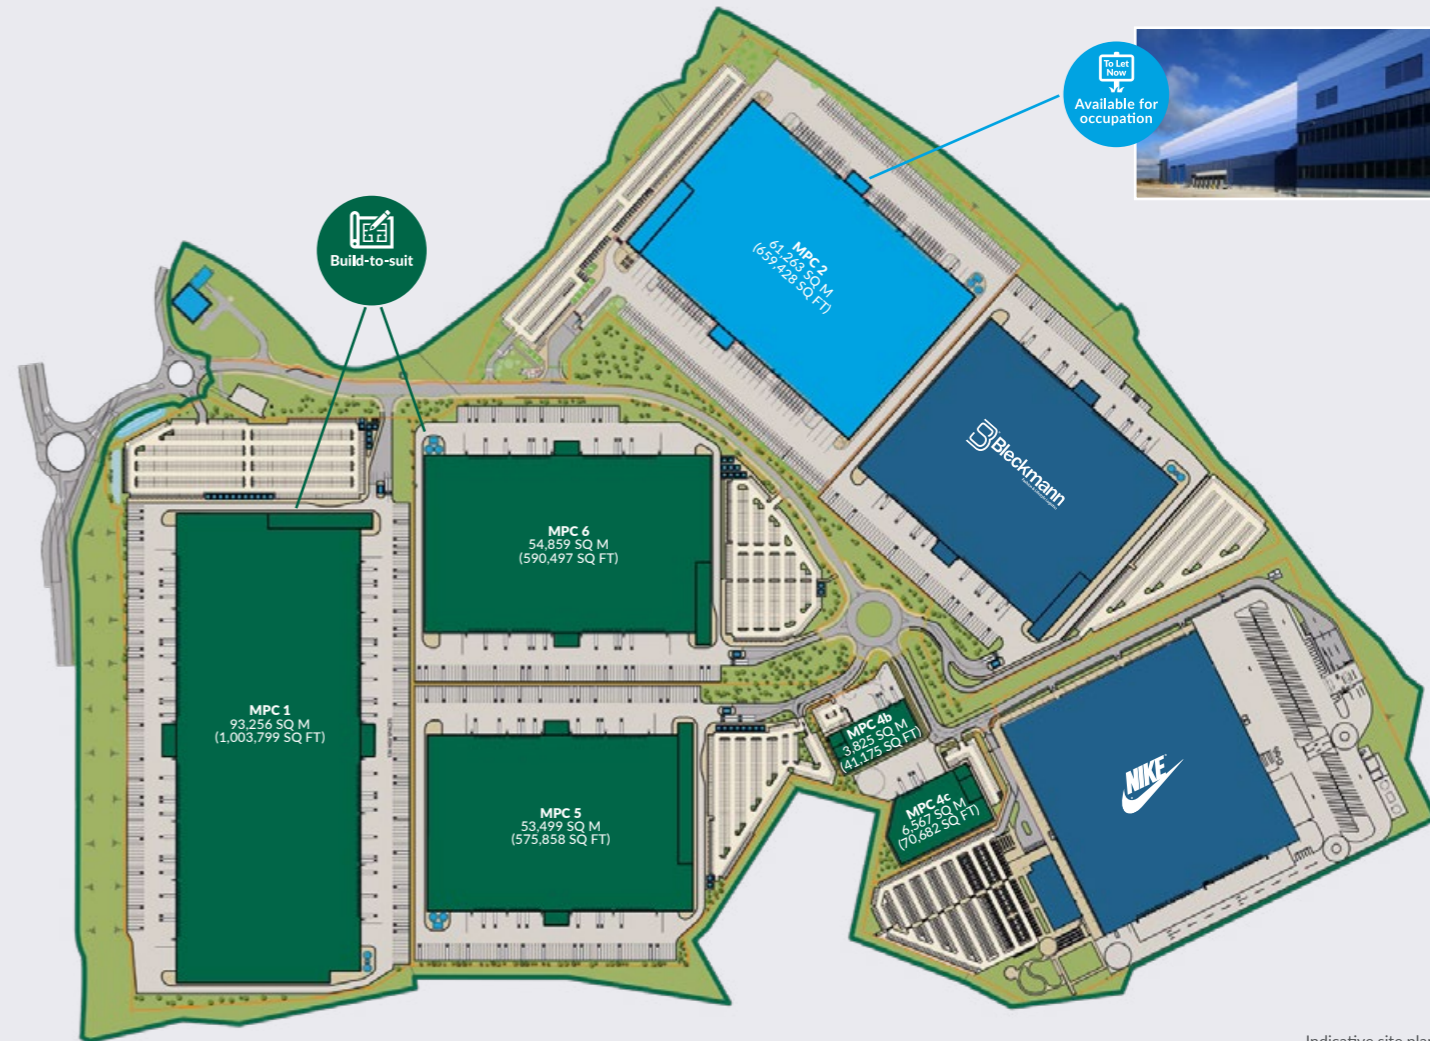 To Let
Now
Available for
occupation
Build-to-suit
MPC 2
61,263 SQ M
(659,428 SQ FT)
Bleckmann
MPC 6
54,859 SQ M
(590,497 SQ FT)
MPC 1
93,256 SQ M
(1,003,799 SQ FT)
MPC 4b
3,825 SQ M
(41,175 SQ FT)
NIKE
MPC 5
53,499 SQ M
(575,858 SQ FT)
MPC 4c
6,567 SQ M
(70,682 SQ FT)
Indicative site plan